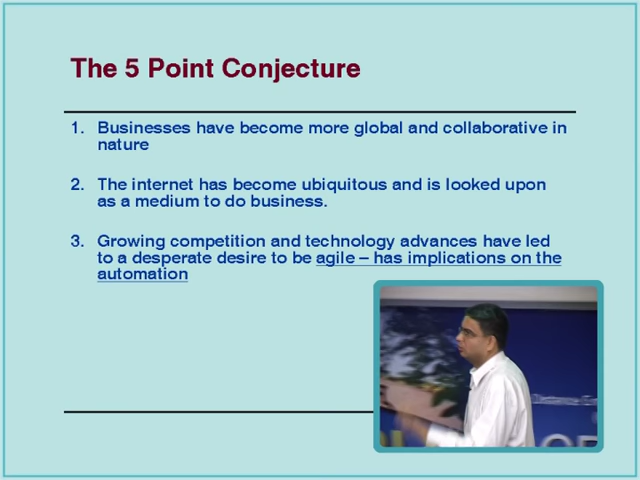 The 5 Point Conjecture
1. Businesses have become more global and collaborative in
nature
2. The internet has become ubiquitous and is looked upon
as a medium to do business.
3. Growing competition and technology advances have led
to a desperate desire to be agile – has implications on the
automation